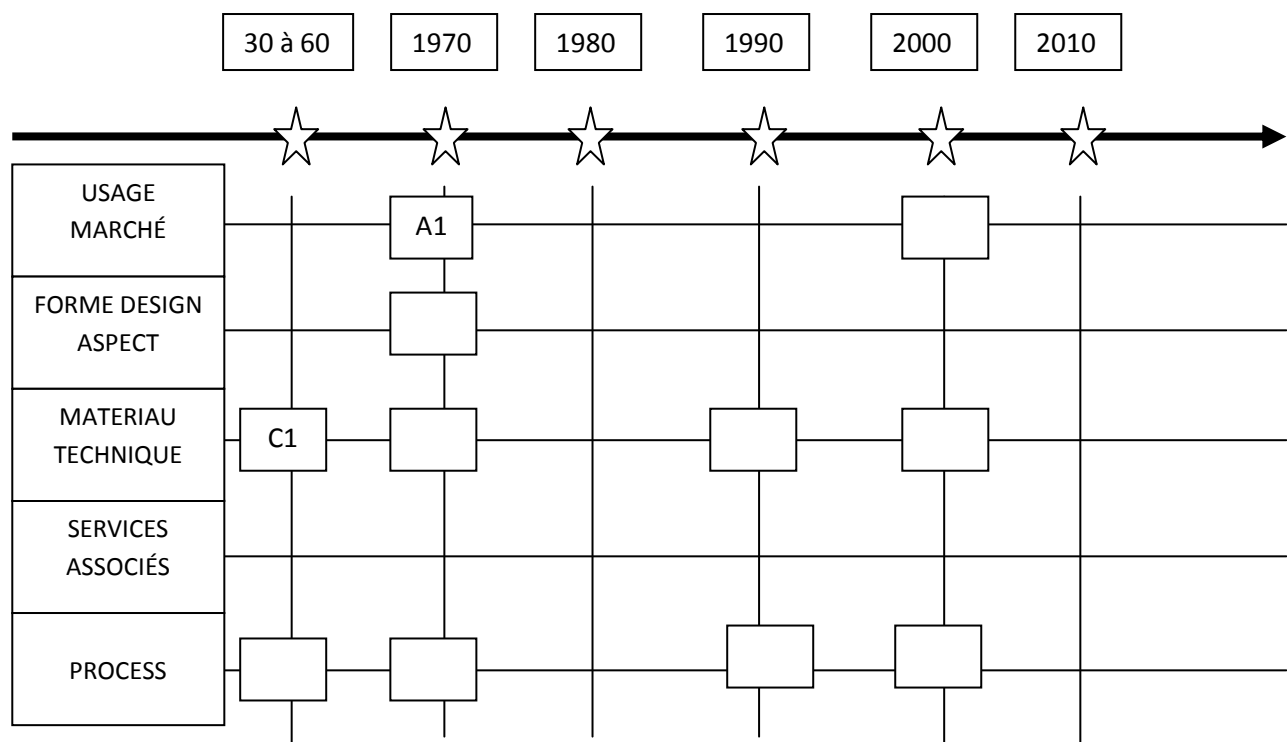 30 à 60
1970
1980
1990
2000
2010
USAGE
MARCHÉ
A1
FORME DESIGN
ASPECT
MATERIAU
TECHNIQUE
C1
SERVICES
ASSOCIÉS
PROCESS